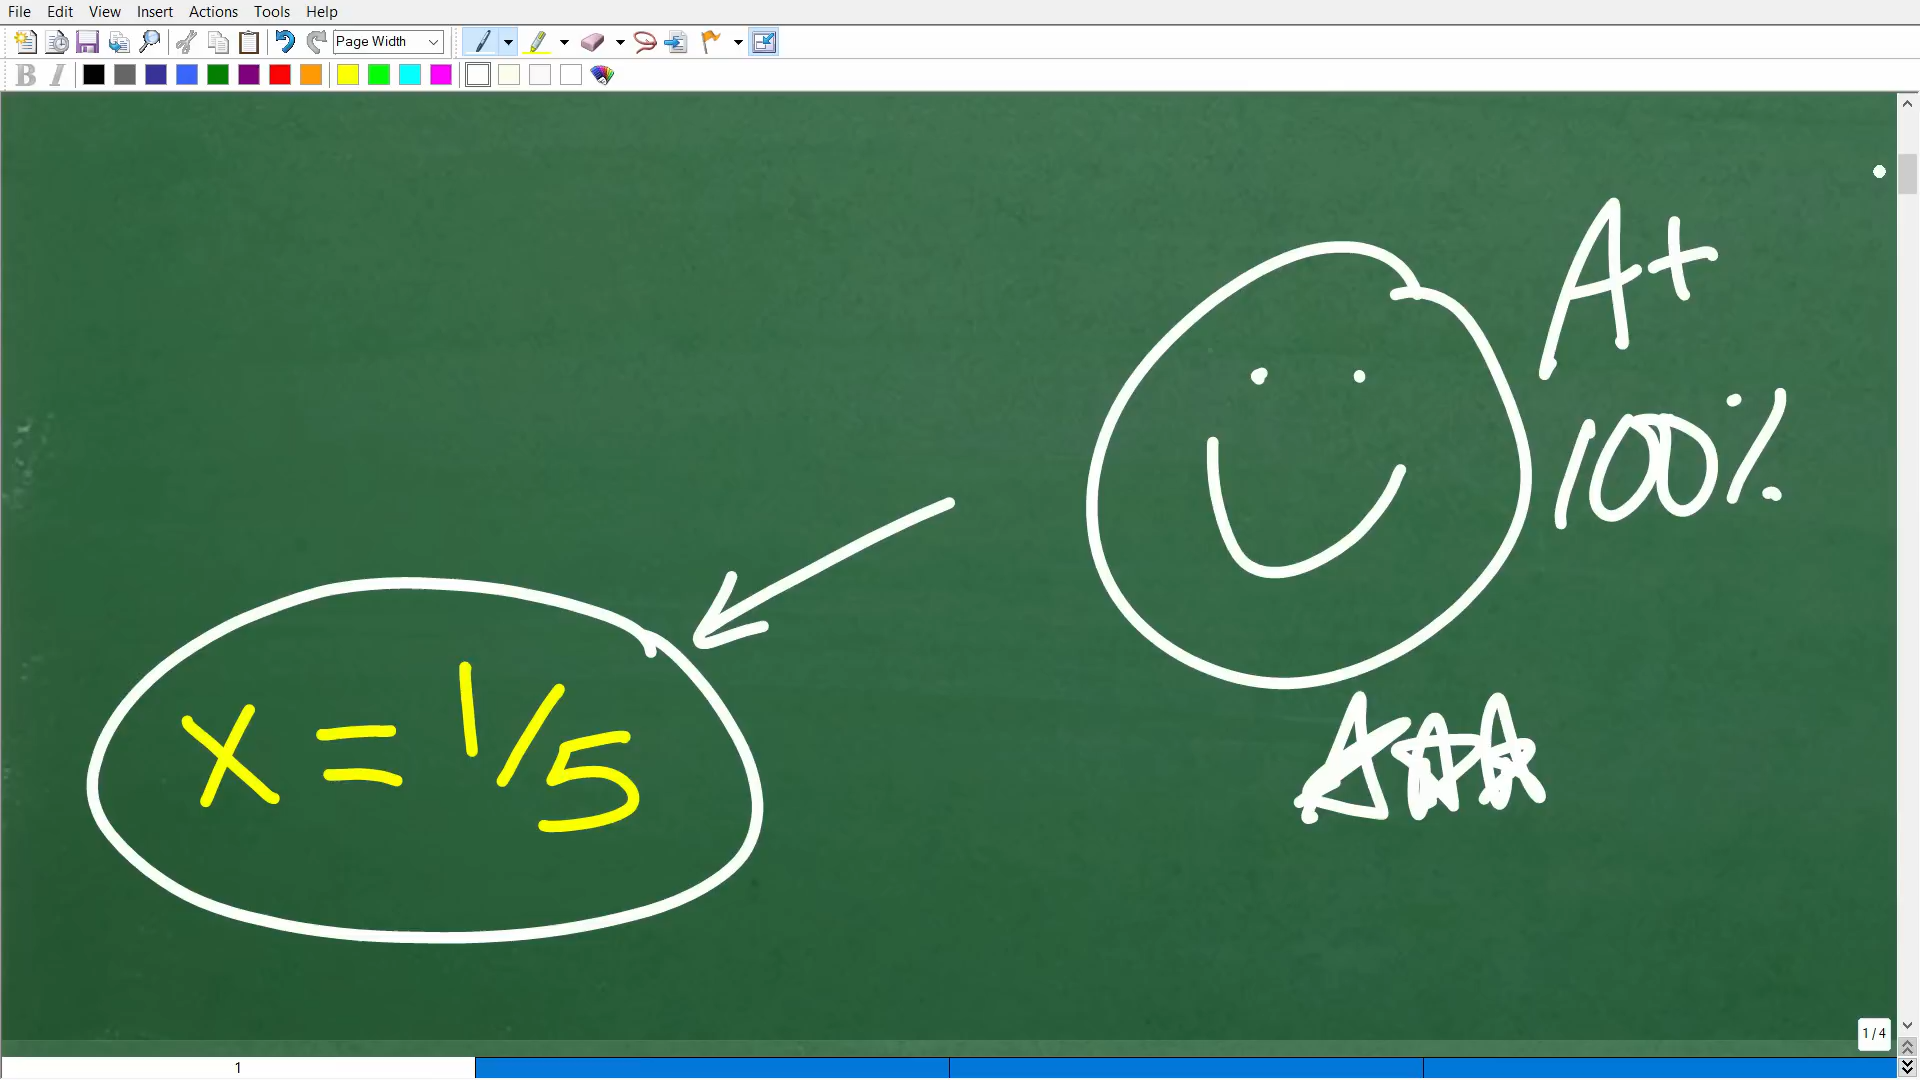 File Edit View Insert Actions Tools Help
Page Width
B I
A+
100%
x = 1/5
1 / 4
1